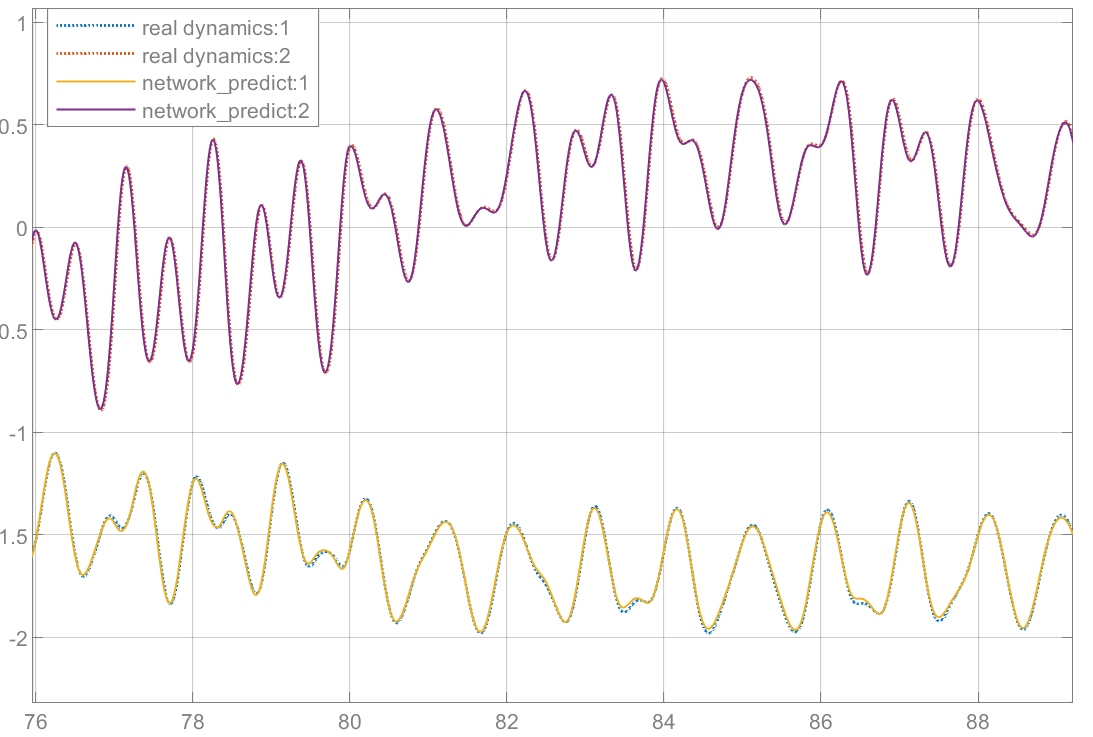 1
real dynamics:1
real dynamics:2
network_predict:1
network_predict:2
0.5
0
0.5
-1
1.5
-2
76 78 80 82 84 86 88